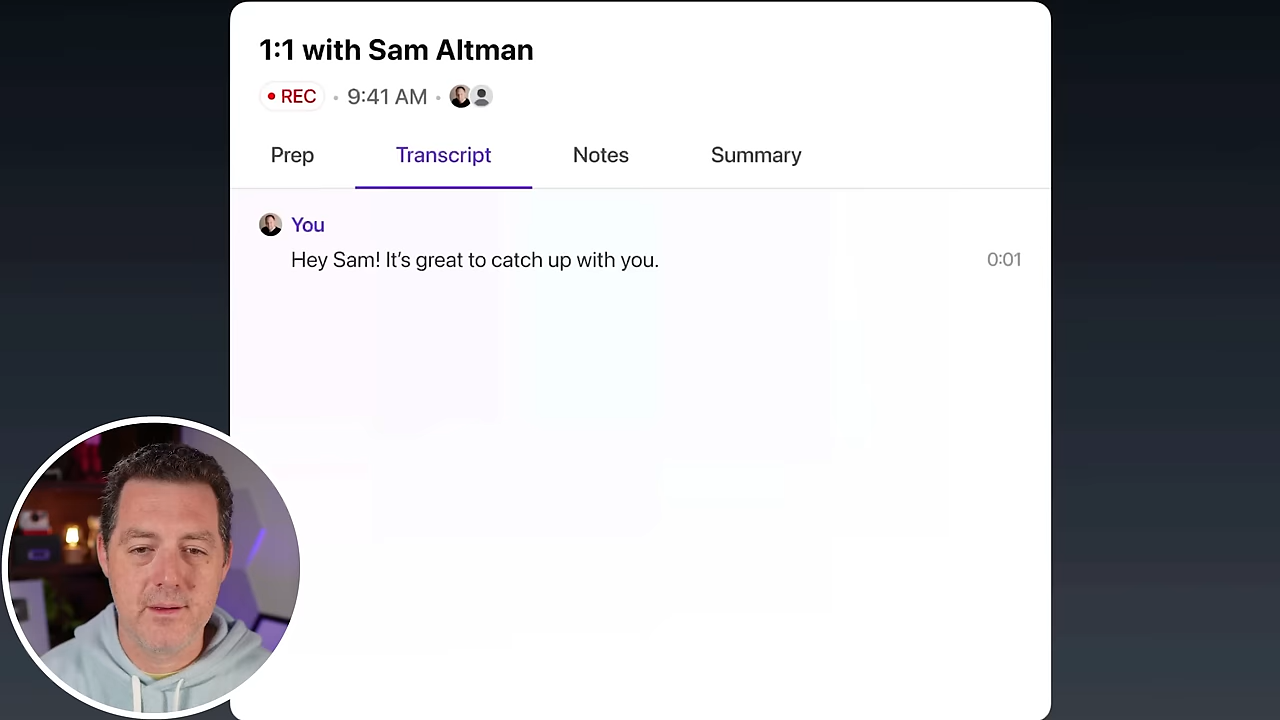 1:1 with Sam Altman
REC · 9:41 AM ·
Prep Transcript Notes Summary
You
Hey Sam! It’s great to catch up with you. 0:01